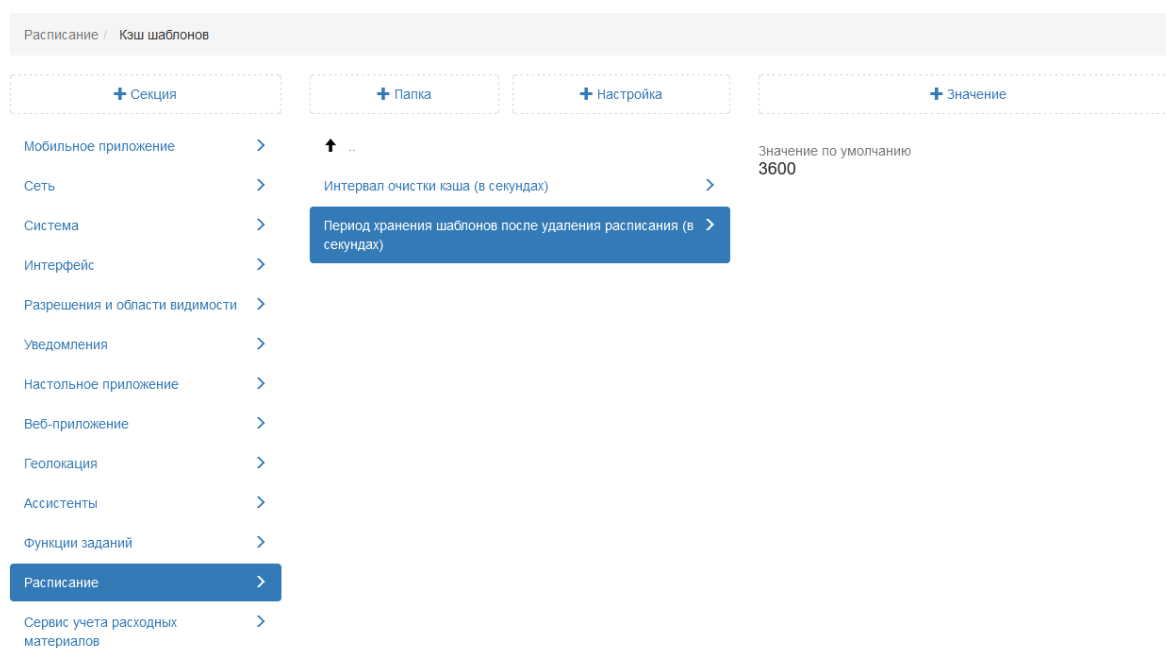 Расписание / Кэш шаблонов
+ Секция
+ Папка
+ Настройка
+ Значение
Мобильное приложение
Сеть
Система
Интерфейс
Разрешения и области видимости
Уведомления
Настольное приложение
Веб-приложение
Геолокация
Ассистенты
Функции заданий
Расписание
Сервис учета расходных
материалов
..
Интервал очистки кэша (в секундах)
Период хранения шаблонов после удаления расписания (в
секундах)
Значение по умолчанию
3600